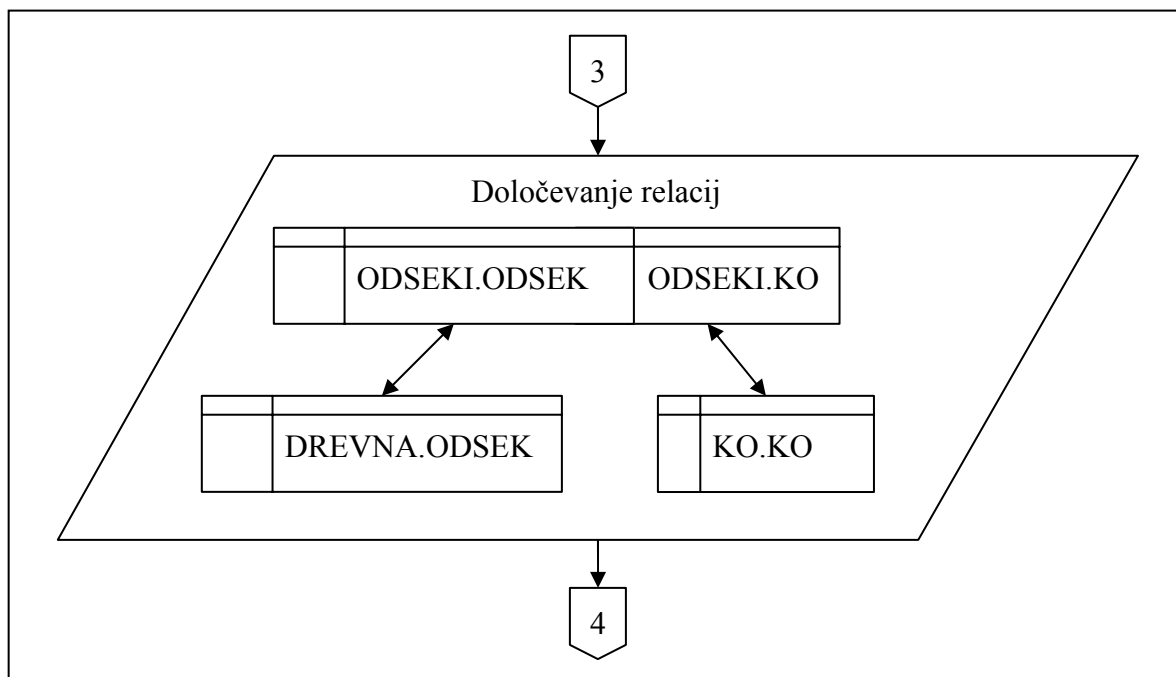 3
Določevanje relacij
ODSEKI.ODSEK ODSEKI.KO
DREVNA.ODSEK KO.KO
4